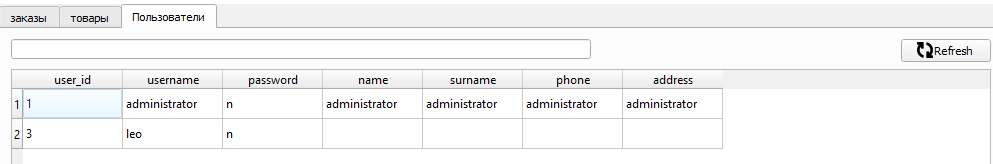 заказы товары Пользователи
Refresh
user_id username password name surname phone address
1 1 administrator n administrator administrator administrator administrator
2 3 leo n